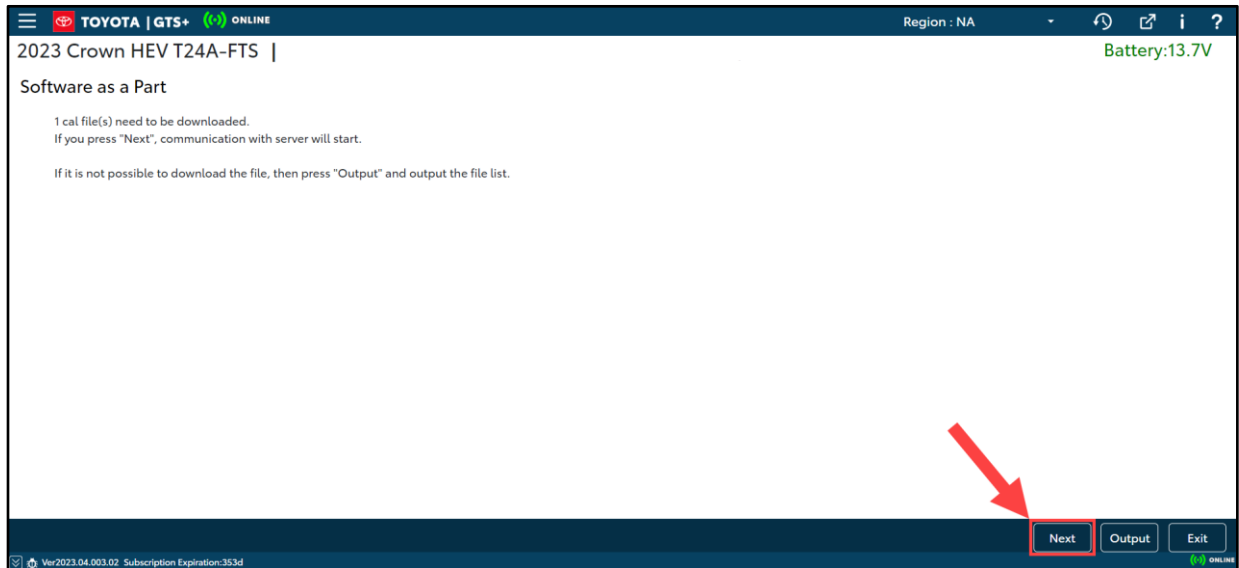 TOYOTA | GTS+ ONLINE Region : NA i ?
2023 Crown HEV T24A-FTS | Battery:13.7V
Software as a Part
1 cal file(s) need to be downloaded.
If you press "Next", communication with server will start.
If it is not possible to download the file, then press "Output" and output the file list.
Next Output Exit
Ver2023.04.003.02 Subscription Expiration:353d ONLINE